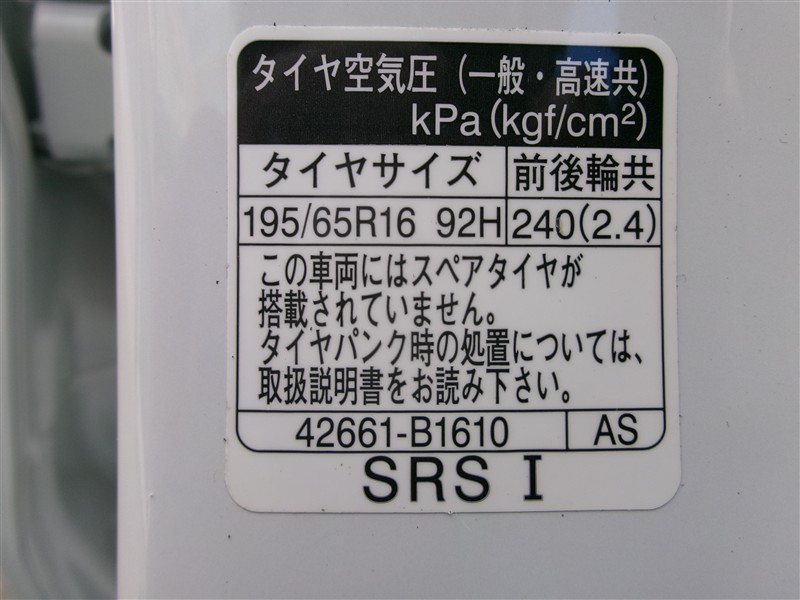 タイヤ空気圧 (一般・高速共)
kPa(kgf/cm²)
タイヤサイズ 前後輪共
195/65R16 92H 240(2.4)
この車両にはスペアタイヤが
搭載されていません。
タイヤパンク時の処置については、
取扱説明書をお読み下さい。
42661-B1610 AS
SRS I